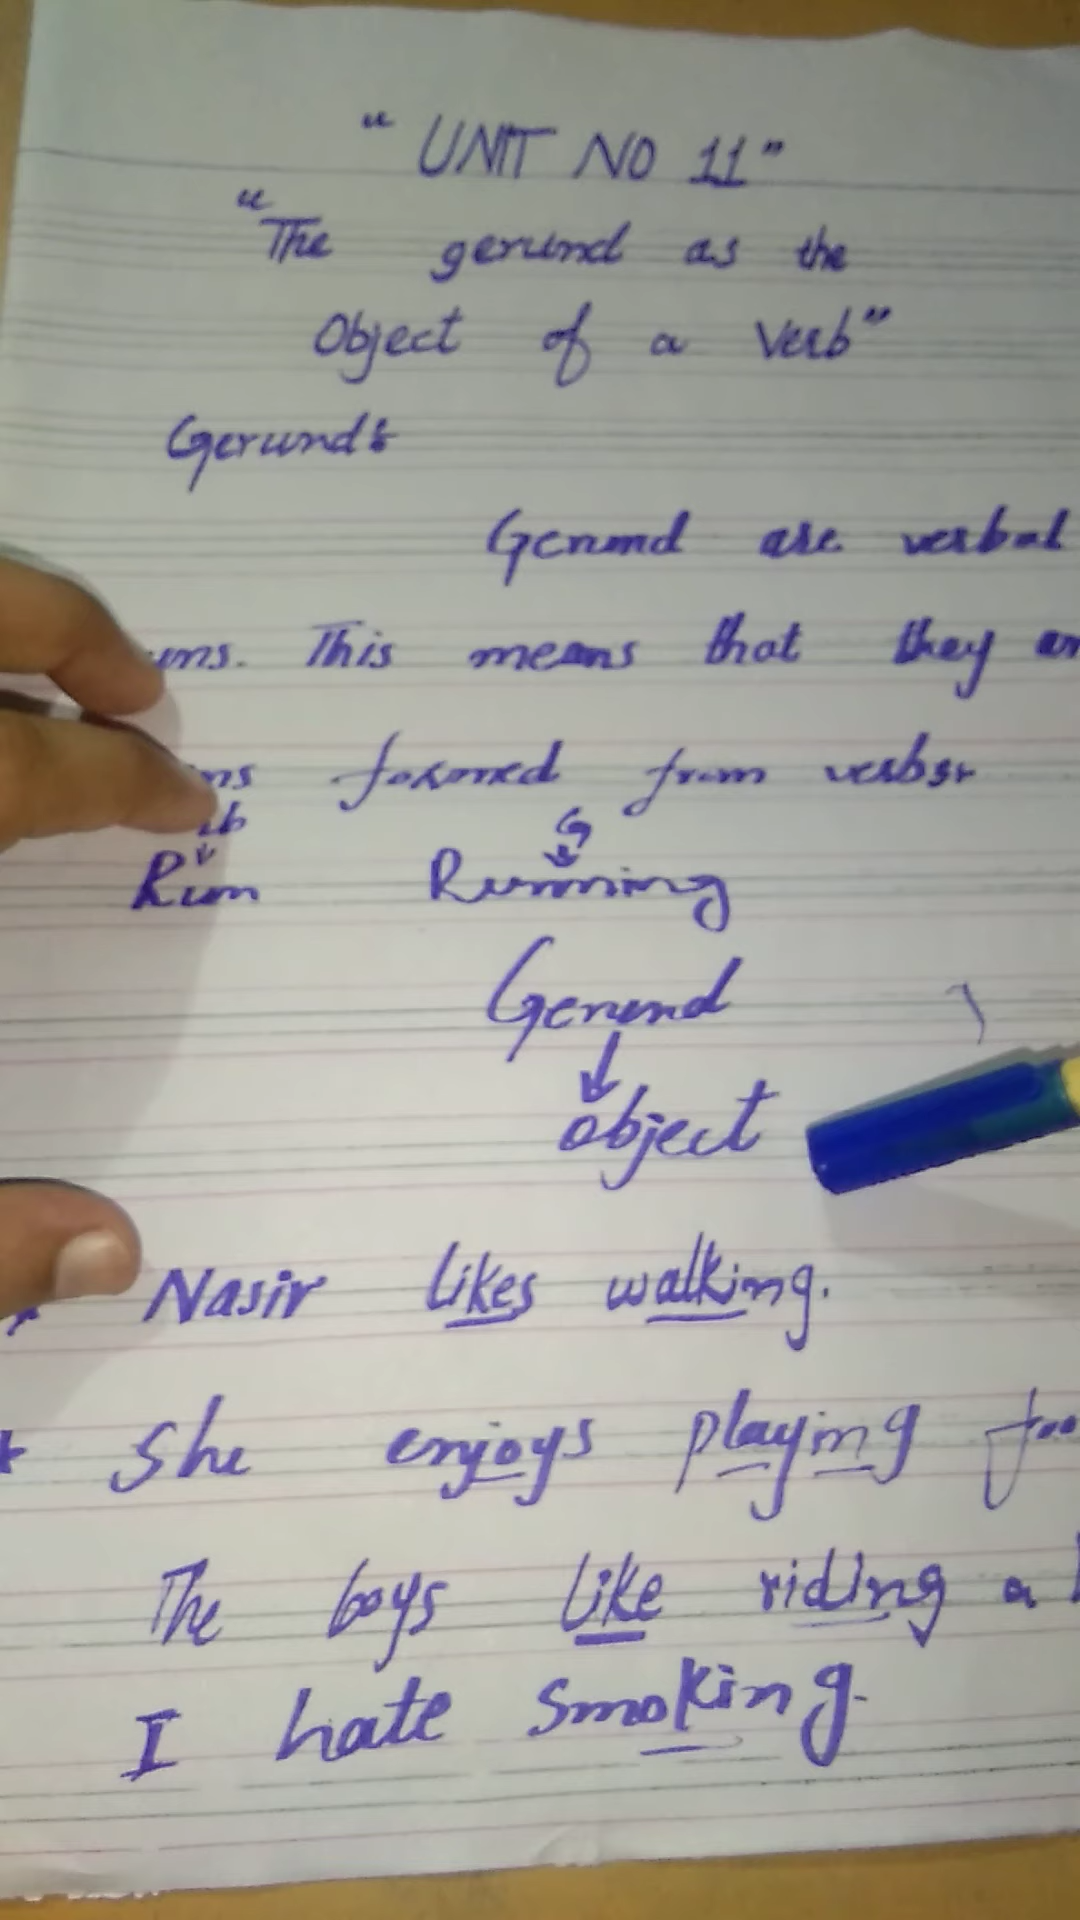 " UNIT NO 11"
"The gerund as the
Object of a Verb"
Gerund:
Gerund are verbal
This means that they
formed from verbs.
G
Run Running
Gerund
object
Nasir likes walking.
She enjoys playing
The boys like riding a
I hate smoking.